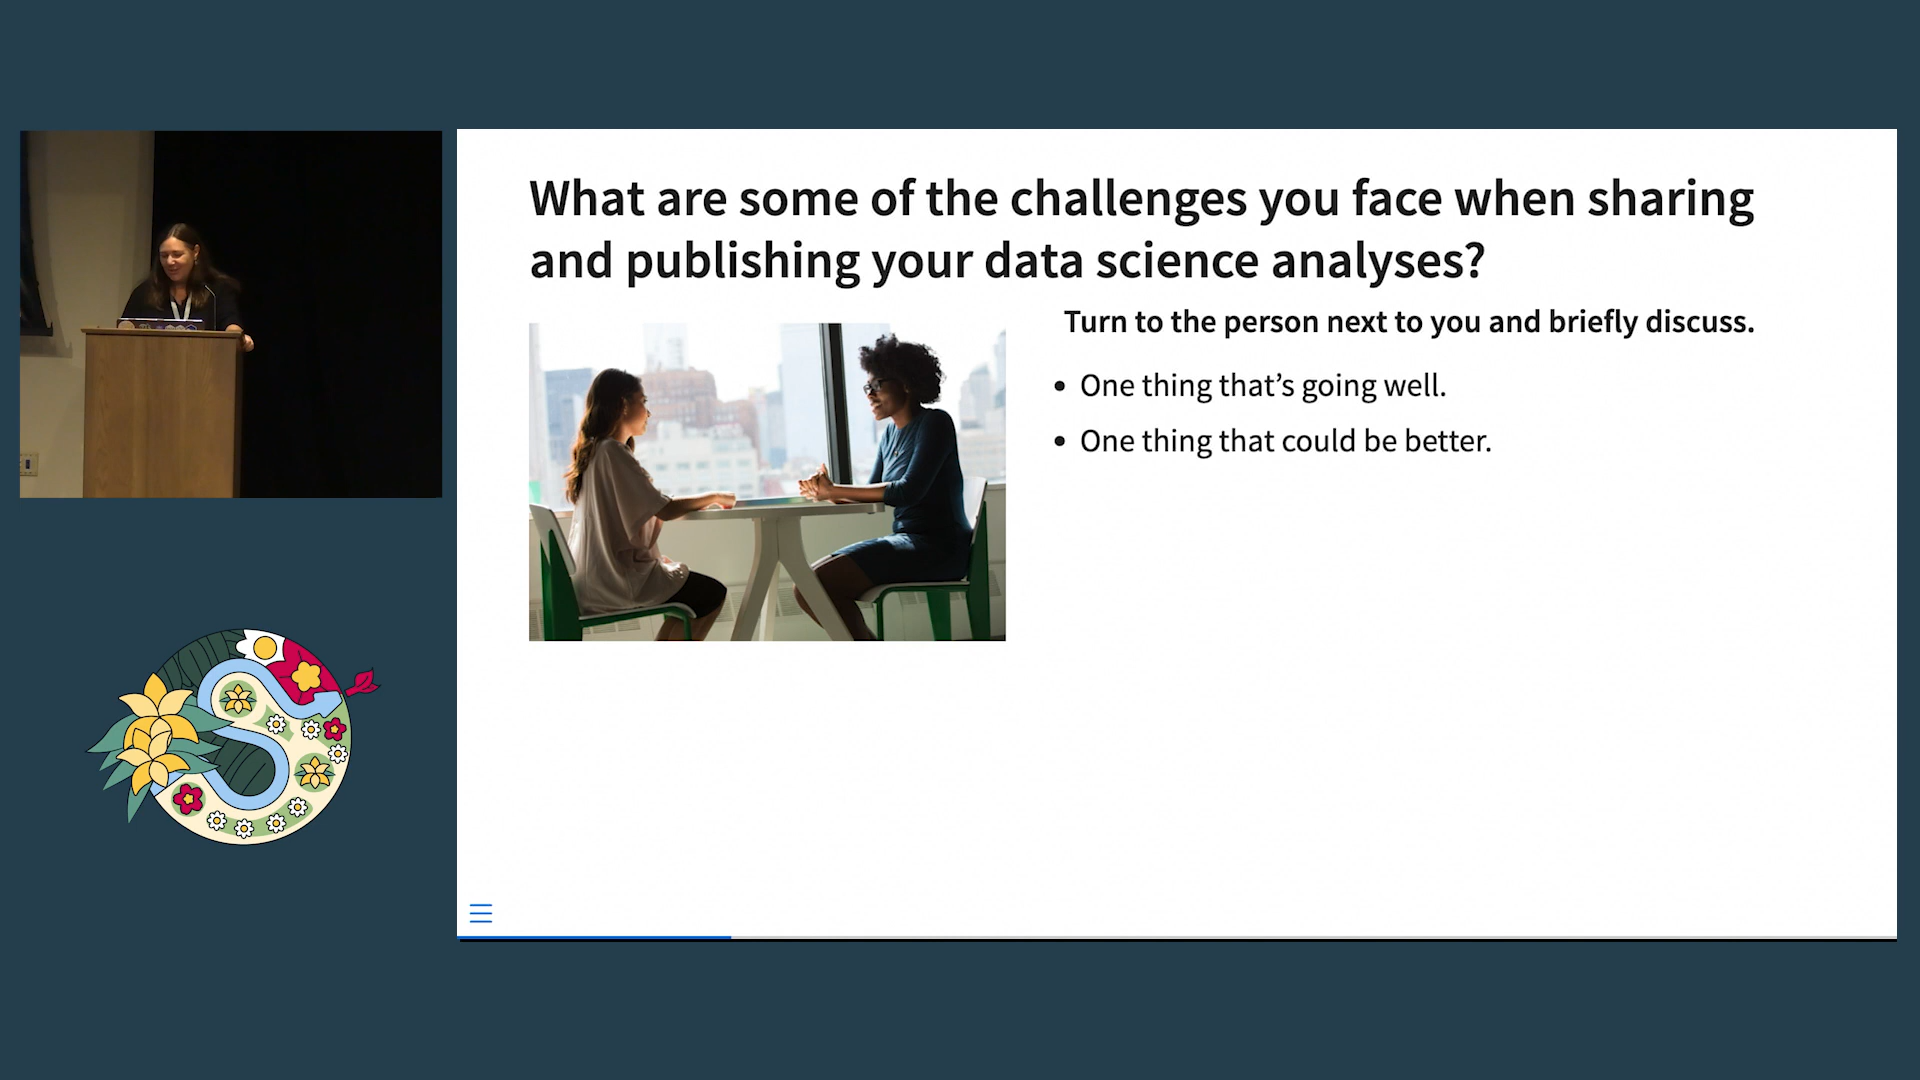 What are some of the challenges you face when sharing
and publishing your data science analyses?
Turn to the person next to you and briefly discuss.
• One thing that’s going well.
• One thing that could be better.